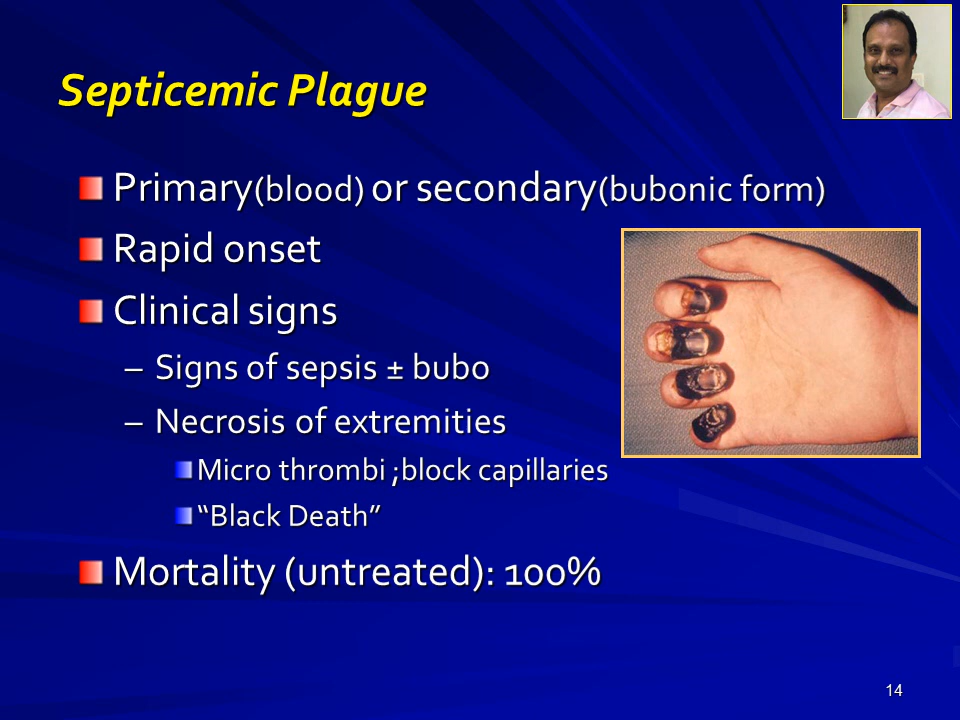 Septicemic Plague
Primary(blood) or secondary(bubonic form)
Rapid onset
Clinical signs
– Signs of sepsis ± bubo
– Necrosis of extremities
Micro thrombi ;block capillaries
“Black Death”
Mortality (untreated): 100%
14